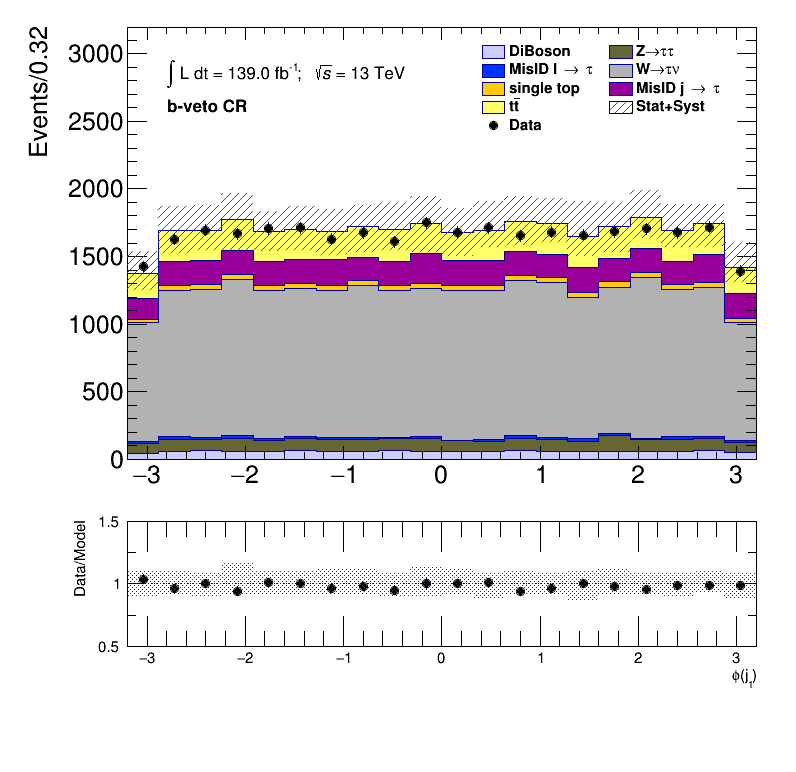 Events/0.32
3000
2500
2000
1500
1000
500
0
∫ L dt = 139.0 fb⁻¹; √s = 13 TeV
b-veto CR
DiBoson
Z→ττ
MisID l → τ
W→τν
single top
MisID j → τ
tt̄
Stat+Syst
Data
−3 −2 −1 0 1 2 3
Data/Model
1.5
1
0.5
−3 −2 −1 0 1 2 3
ϕ(j₁)